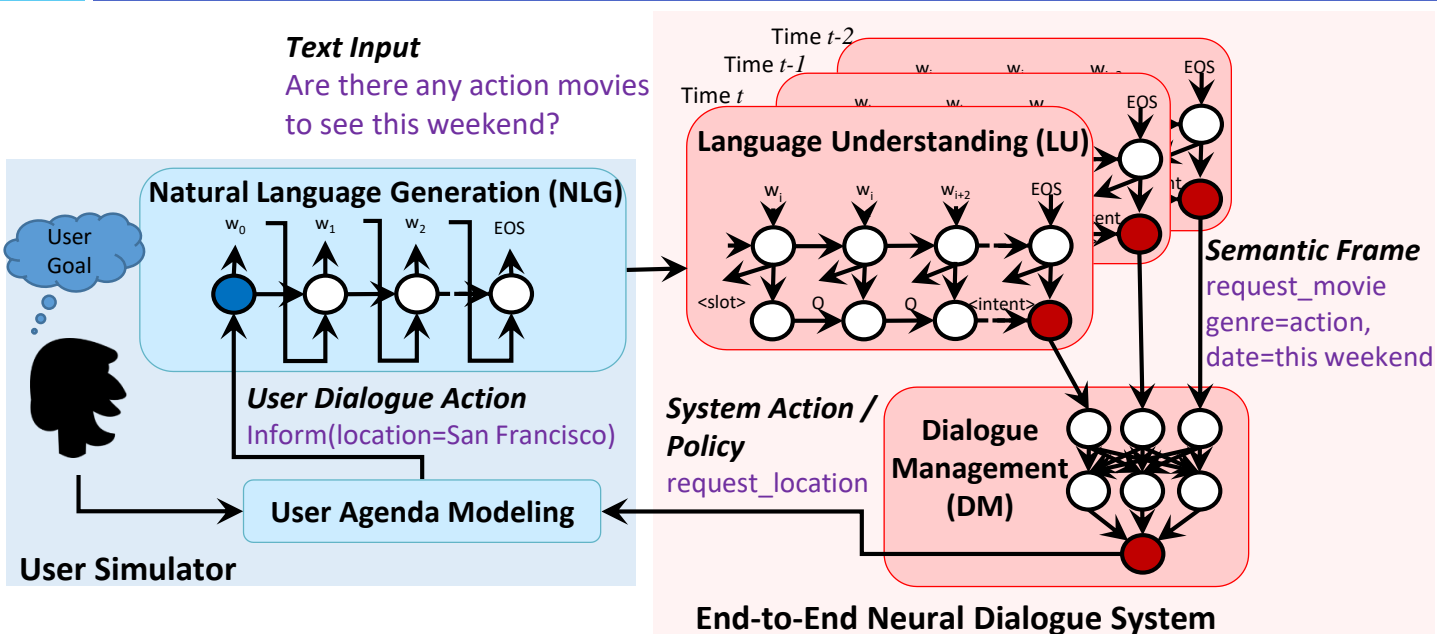 Text Input
Are there any action movies
to see this weekend?
Time t-2
Time t-1
Time t
EOS
EOS
Language Understanding (LU)
wᵢ
wᵢ
wᵢ₊₂
EOS
<slot>
O
O
<intent>
Natural Language Generation (NLG)
w₀
w₁
w₂
EOS
User
Goal
Semantic Frame
request_movie
genre=action,
date=this weekend
User Dialogue Action
Inform(location=San Francisco)
System Action /
Policy
request_location
Dialogue
Management
(DM)
User Agenda Modeling
User Simulator
End-to-End Neural Dialogue System